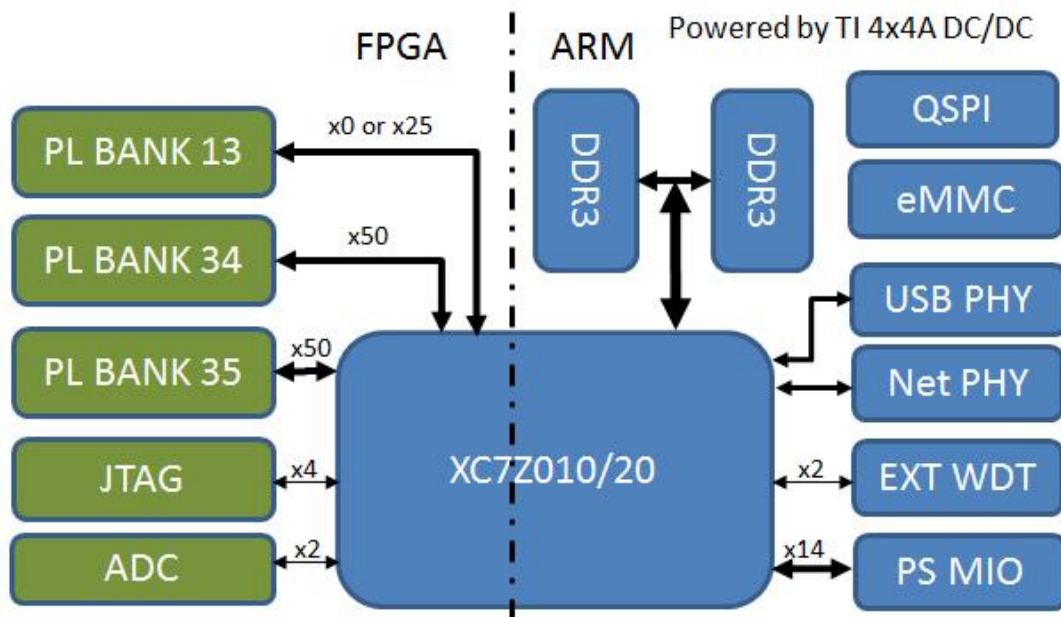 FPGA
ARM
Powered by TI 4x4A DC/DC
PL BANK 13
x0 or x25
DDR3
DDR3
QSPI
eMMC
PL BANK 34
x50
USB PHY
PL BANK 35
x50
Net PHY
JTAG
x4
XC7Z010/20
x2
EXT WDT
ADC
x2
x14
PS MIO